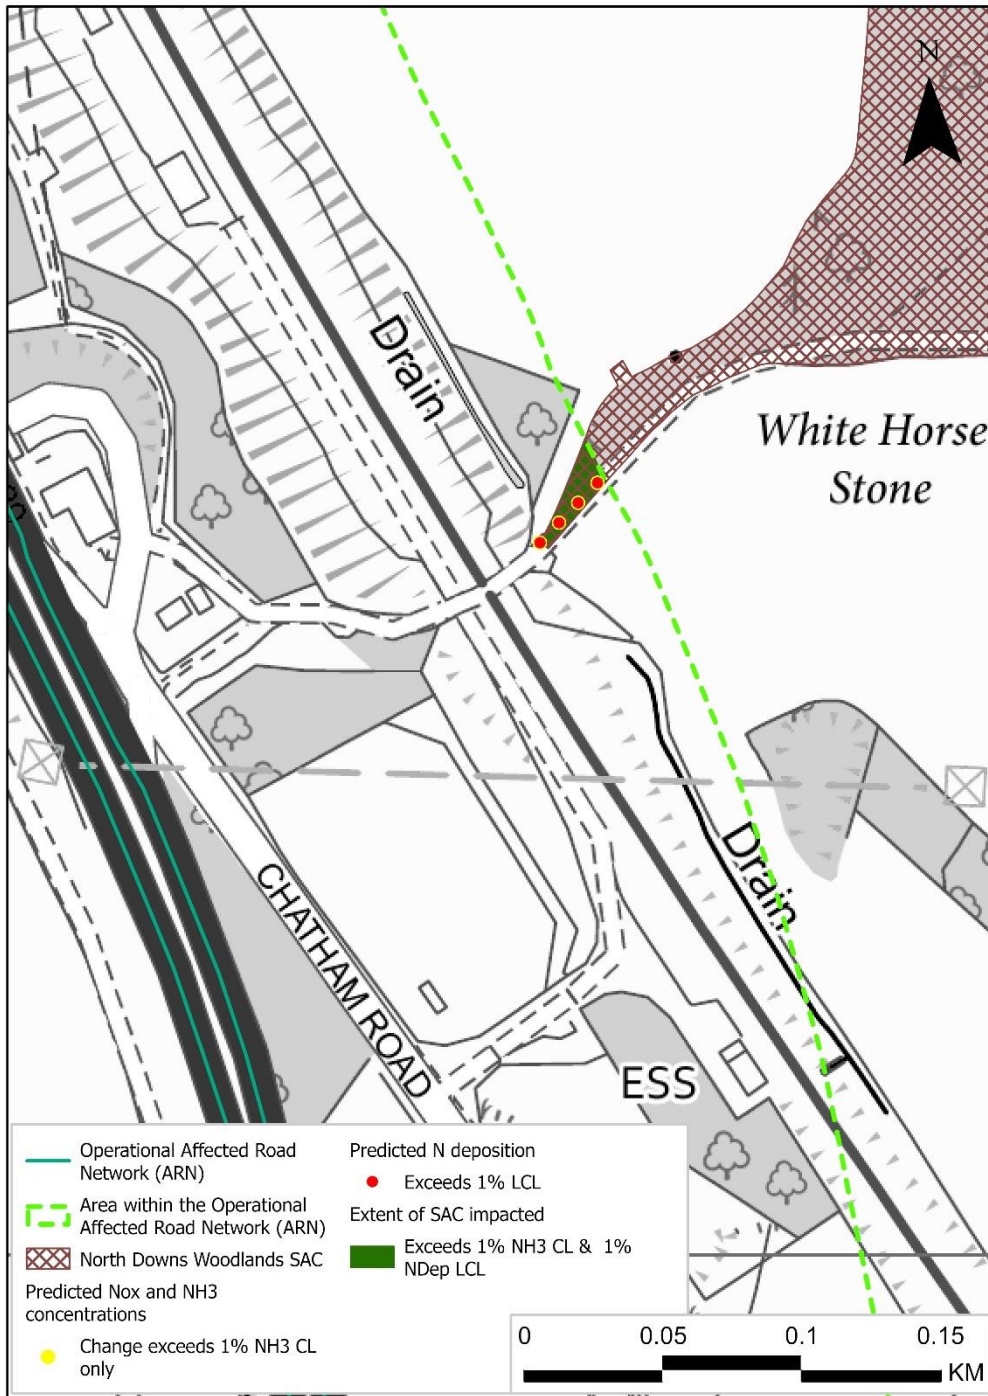 N
Drain
White Horse
Stone
Drain
CHATHAM ROAD
ESS
Operational Affected Road
Network (ARN)
Area within the Operational
Affected Road Network (ARN)
North Downs Woodlands SAC
Predicted Nox and NH3
concentrations
Change exceeds 1% NH3 CL
only
Predicted N deposition
Exceeds 1% LCL
Extent of SAC impacted
Exceeds 1% NH3 CL & 1%
NDep LCL
0 0.05 0.1 0.15
KM